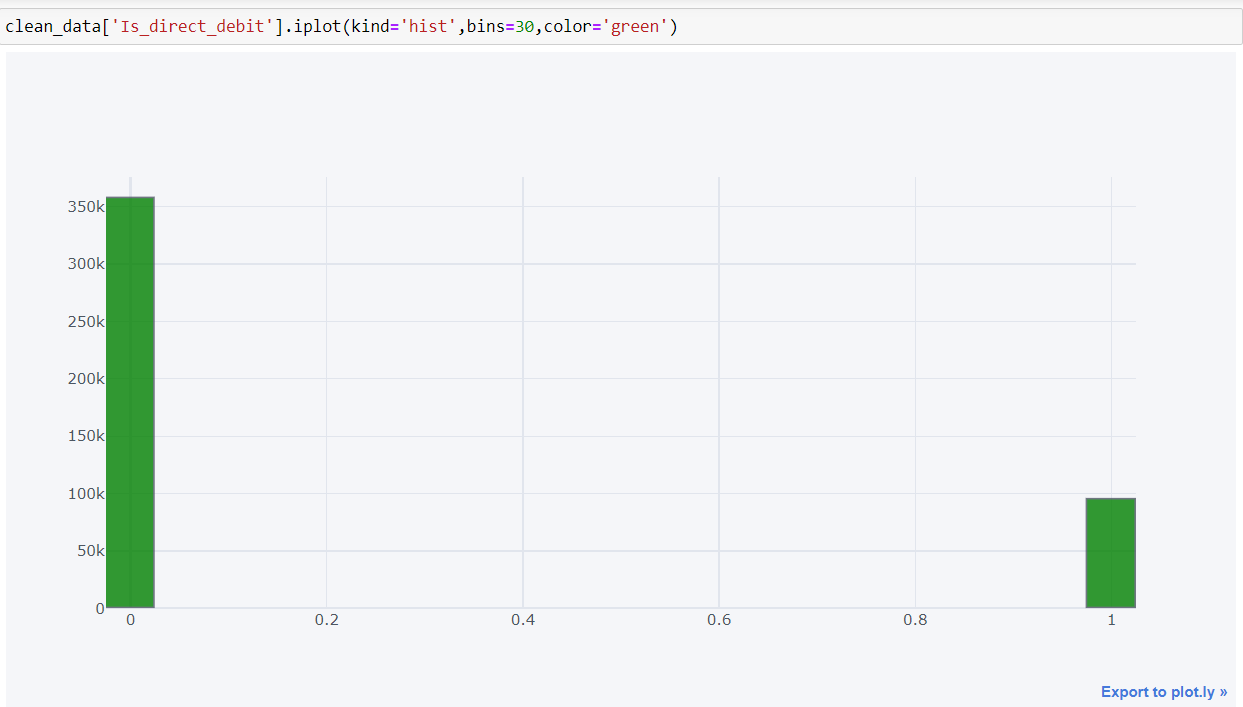 clean_data['Is_direct_debit'].iplot(kind='hist',bins=30,color='green')
350k
300k
250k
200k
150k
100k
50k
0
0 0.2 0.4 0.6 0.8 1
Export to plot.ly »